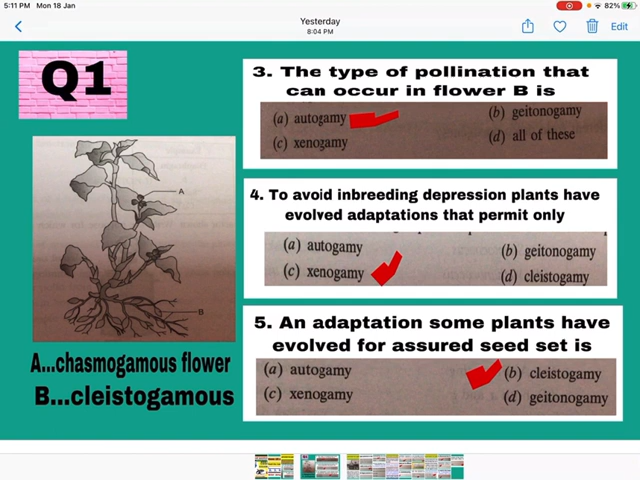 5:11 PM Mon 18 Jan
82%
Yesterday
8:04 PM
Edit
Q1
A
B
A...chasmogamous flower
B...cleistogamous
3. The type of pollination that
can occur in flower B is
(a) autogamy
(b) geitonogamy
(c) xenogamy
(d) all of these
4. To avoid inbreeding depression plants have
evolved adaptations that permit only
(a) autogamy
(b) geitonogamy
(c) xenogamy
(d) cleistogamy
5. An adaptation some plants have
evolved for assured seed set is
(a) autogamy
(b) cleistogamy
(c) xenogamy
(d) geitonogamy